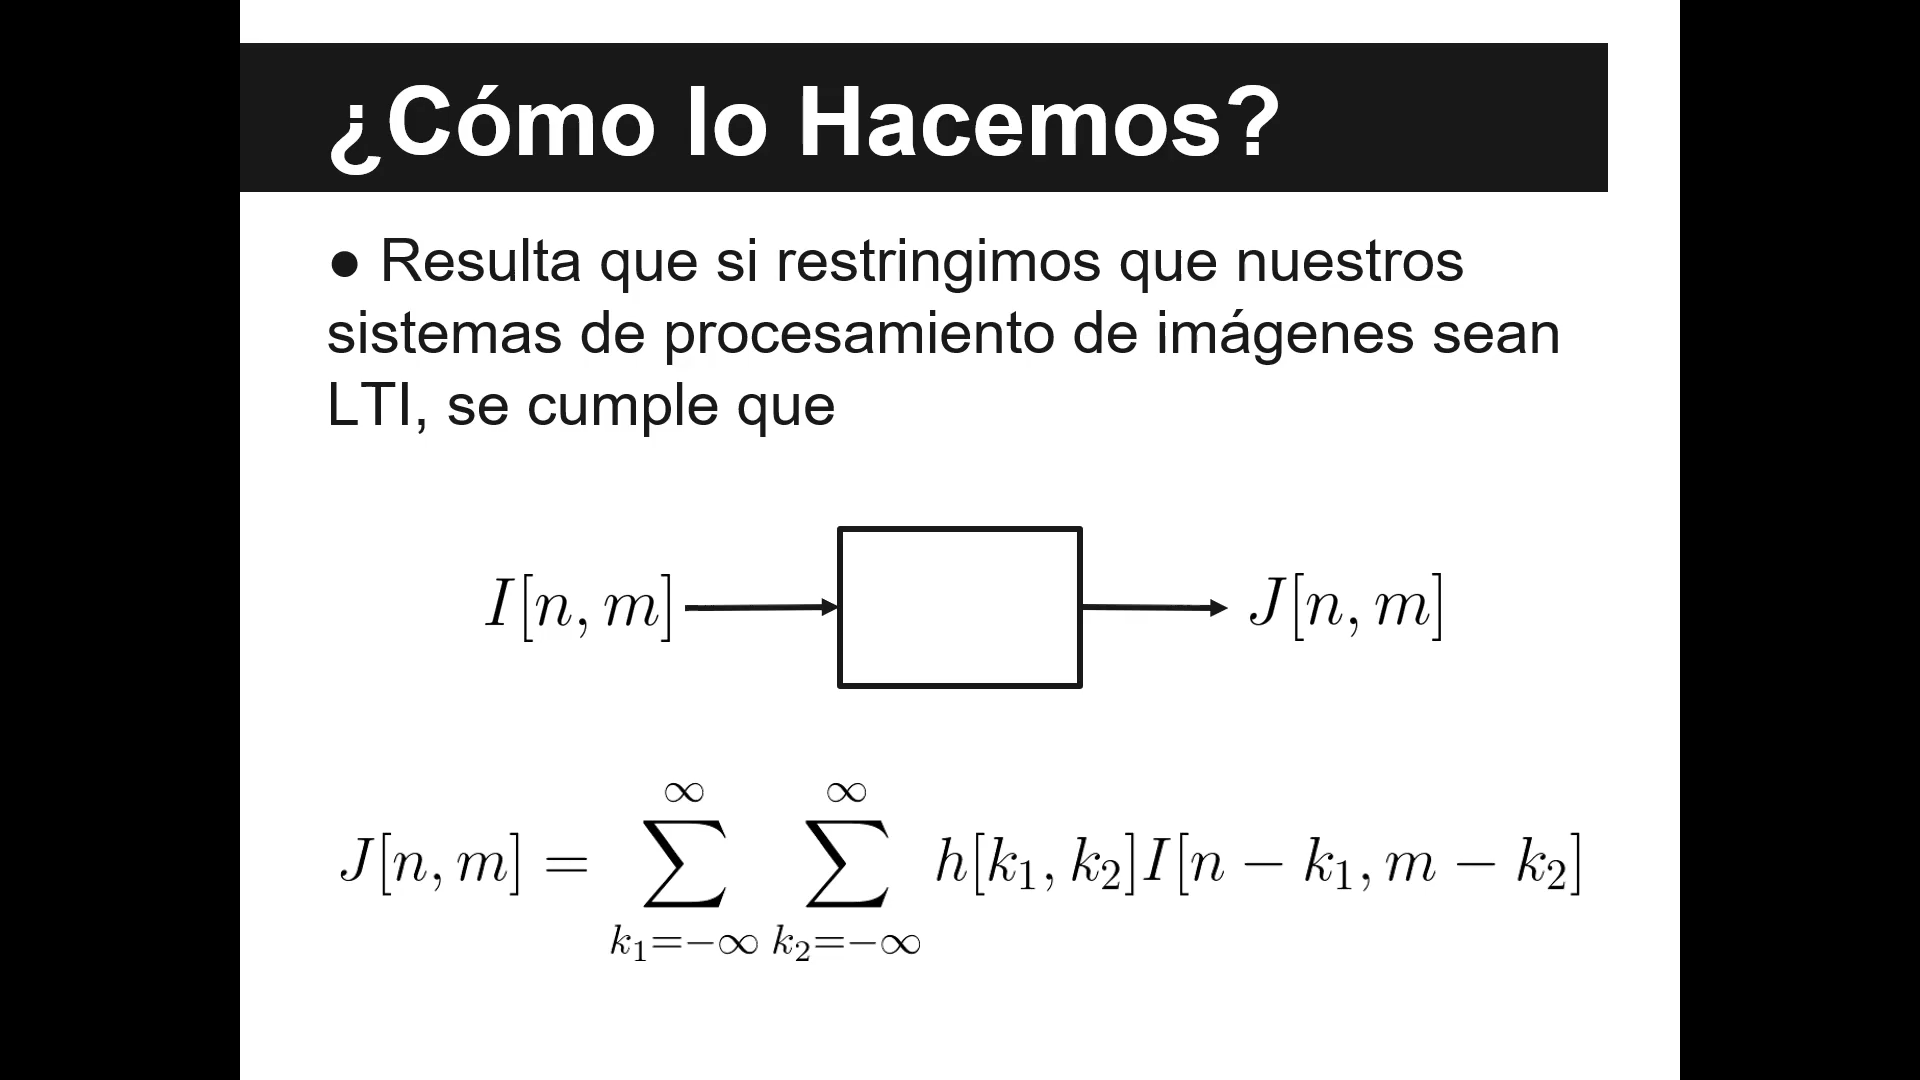 ¿Cómo lo Hacemos?
● Resulta que si restringimos que nuestros
sistemas de procesamiento de imágenes sean
LTI, se cumple que
I[n, m] J[n, m]
J[n, m] = ∑_{k₁=−∞}^{∞} ∑_{k₂=−∞}^{∞} h[k₁, k₂]I[n − k₁, m − k₂]